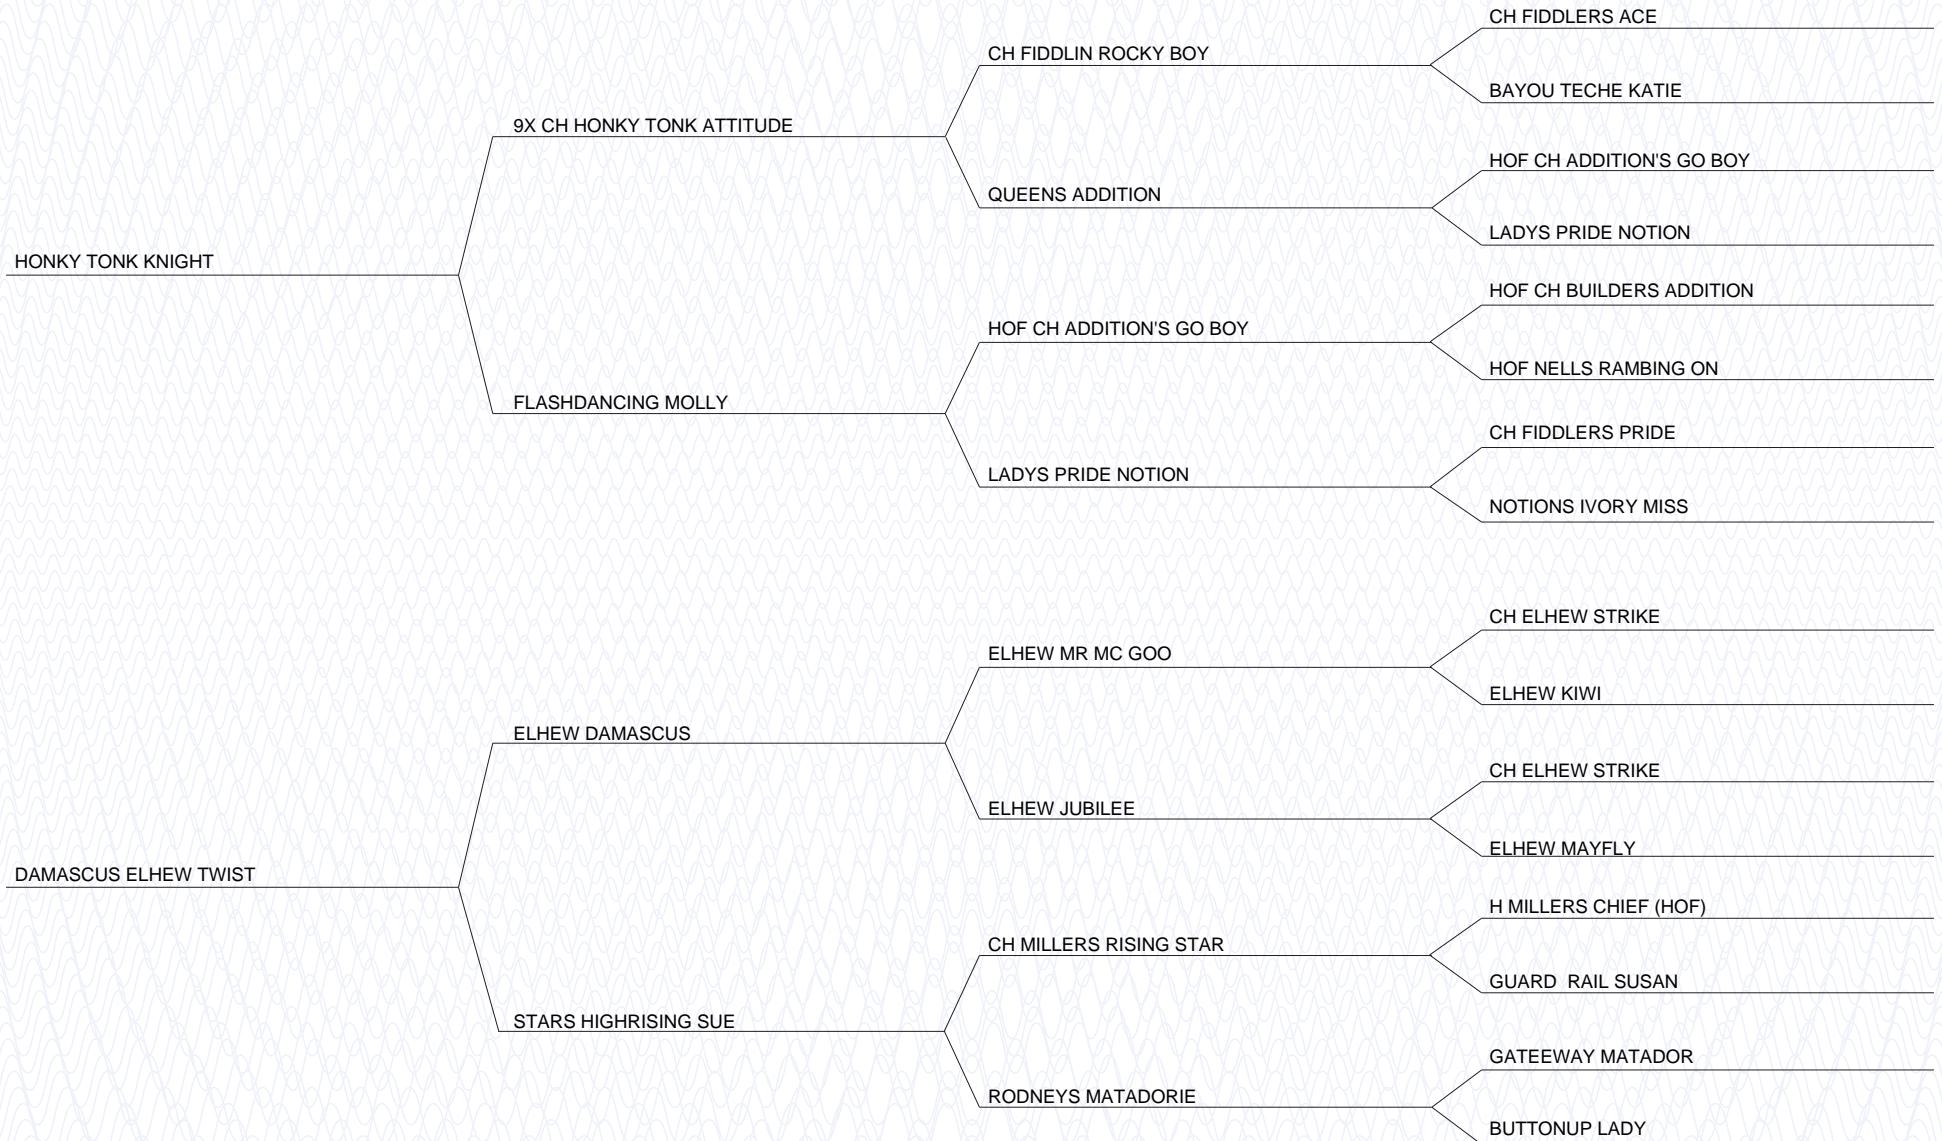 CH FIDDLERS ACE
CH FIDDLIN ROCKY BOY
BAYOU TECHE KATIE
9X CH HONKY TONK ATTITUDE
HOF CH ADDITION'S GO BOY
QUEENS ADDITION
LADYS PRIDE NOTION
HONKY TONK KNIGHT
HOF CH BUILDERS ADDITION
HOF CH ADDITION'S GO BOY
HOF NELLS RAMBING ON
FLASHDANCING MOLLY
CH FIDDLERS PRIDE
LADYS PRIDE NOTION
NOTIONS IVORY MISS
CH ELHEW STRIKE
ELHEW MR MC GOO
ELHEW KIWI
ELHEW DAMASCUS
CH ELHEW STRIKE
ELHEW JUBILEE
ELHEW MAYFLY
DAMASCUS ELHEW TWIST
H MILLERS CHIEF (HOF)
CH MILLERS RISING STAR
GUARD  RAIL SUSAN
STARS HIGHRISING SUE
GATEEWAY MATADOR
RODNEYS MATADORIE
BUTTONUP LADY